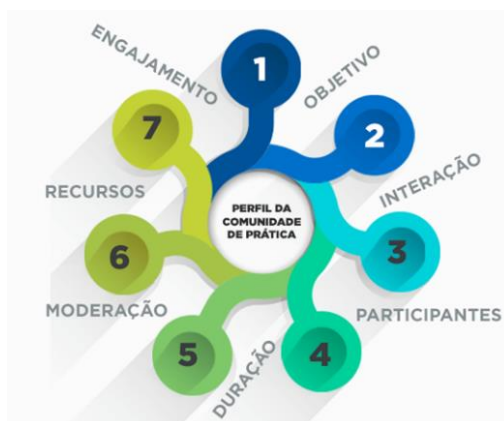 ENGAJAMENTO
1
OBJETIVO
2
INTERAÇÃO
3
PARTICIPANTES
4
DURAÇÃO
5
MODERAÇÃO
6
RECURSOS
7
PERFIL DA
COMUNIDADE
DE PRÁTICA